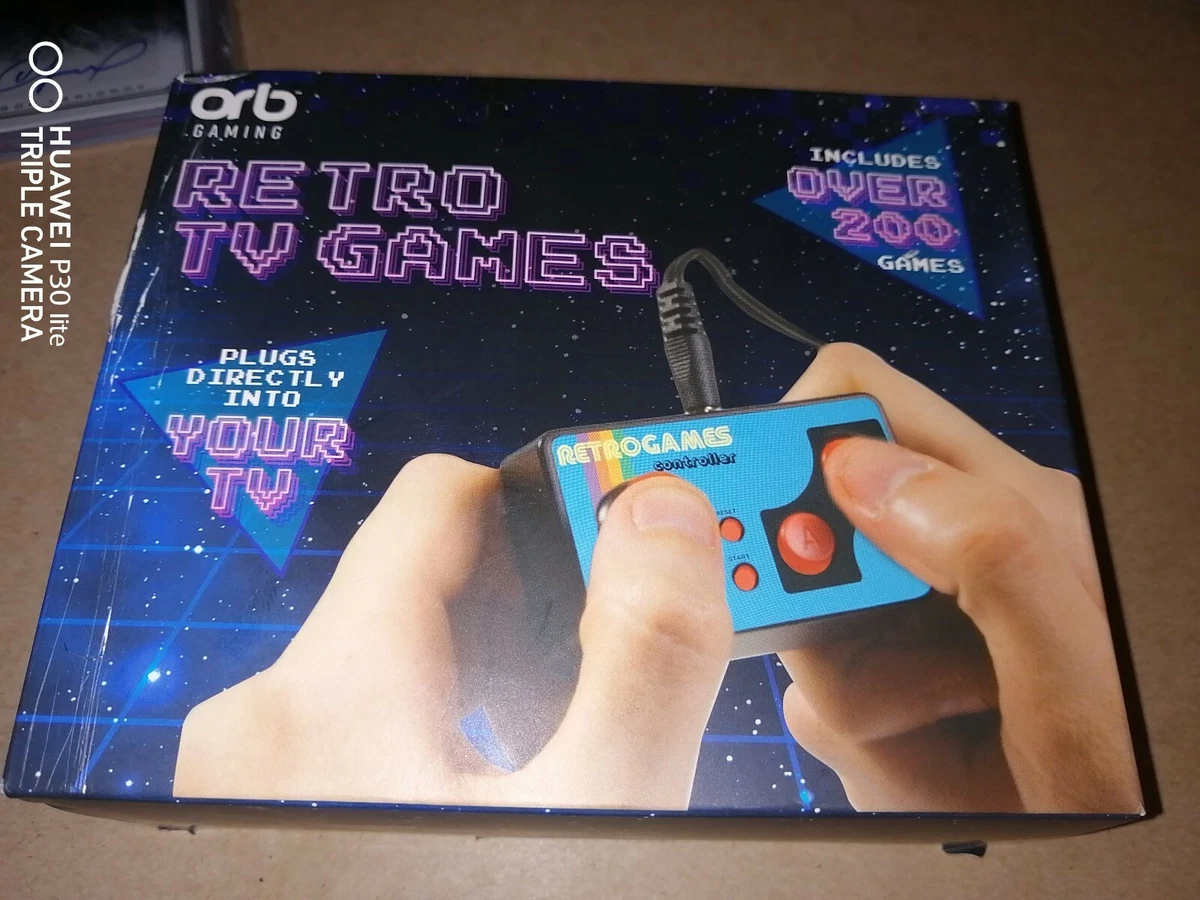 orb™
GAMING
RETRO
TV GAMES
INCLUDES
OVER
200
GAMES
PLUGS
DIRECTLY
INTO
YOUR
TV
RETROGAMES
controller
RESET
START
A
HUAWEI P30 lite
TRIPLE CAMERA